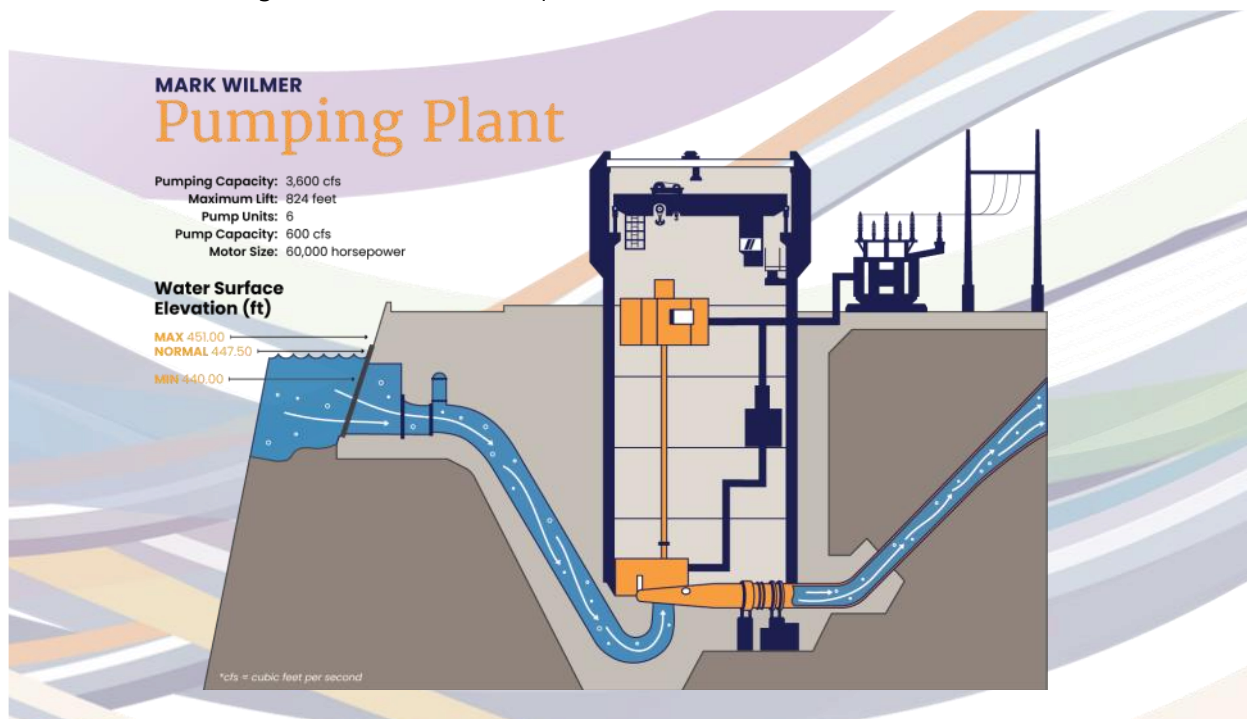 MARK WILMER
Pumping Plant
Pumping Capacity: 3,600 cfs
Maximum Lift: 824 feet
Pump Units: 6
Pump Capacity: 600 cfs
Motor Size: 60,000 horsepower
Water Surface
Elevation (ft)
MAX 451.00
NORMAL 447.50
MIN 440.00
*cfs = cubic feet per second